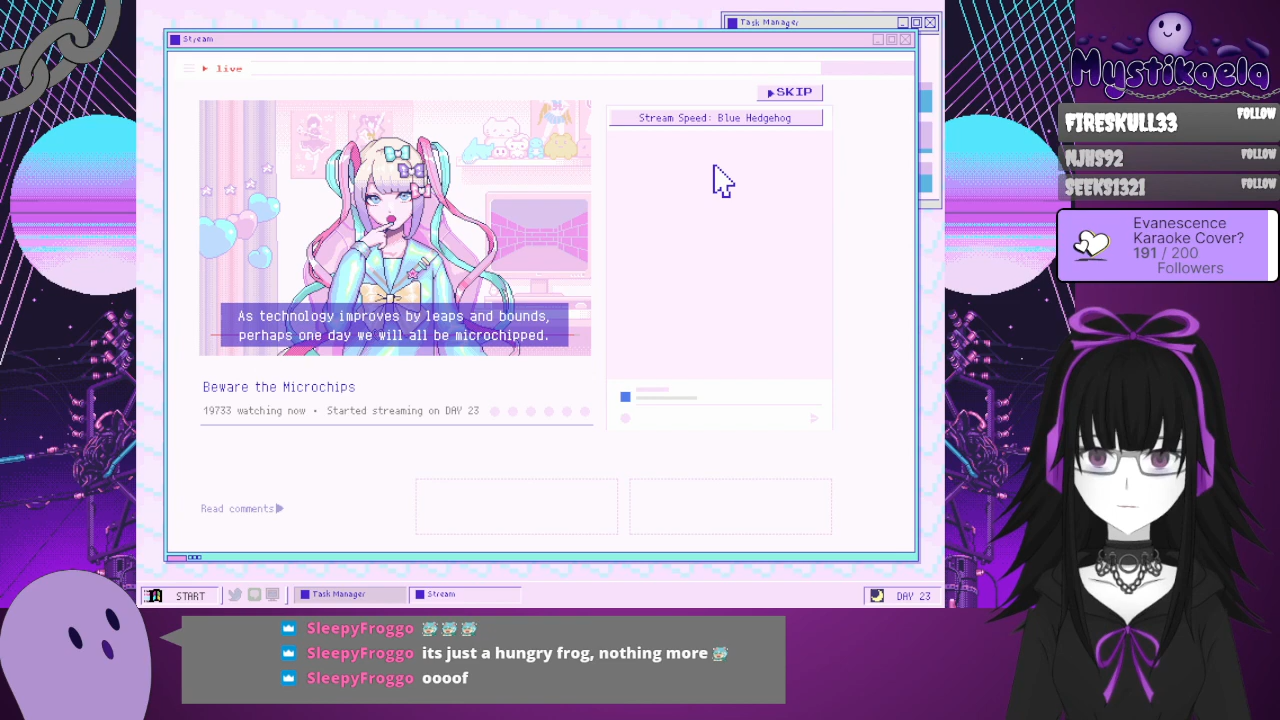 Task Manager
Stream
live
SKIP
Stream Speed: Blue Hedgehog
As technology improves by leaps and bounds,
perhaps one day we will all be microchipped.
Beware the Microchips
19733 watching now • Started streaming on DAY 23
Read comments
START
Task Manager
Stream
DAY 23
Mystikaela
FIRESKULL33 FOLLOW
NJHS92 FOLLOW
SEEKS1321 FOLLOW
Evanescence
Karaoke Cover?
191 / 200
Followers
SleepyFroggo
SleepyFroggo its just a hungry frog, nothing more
SleepyFroggo oooof